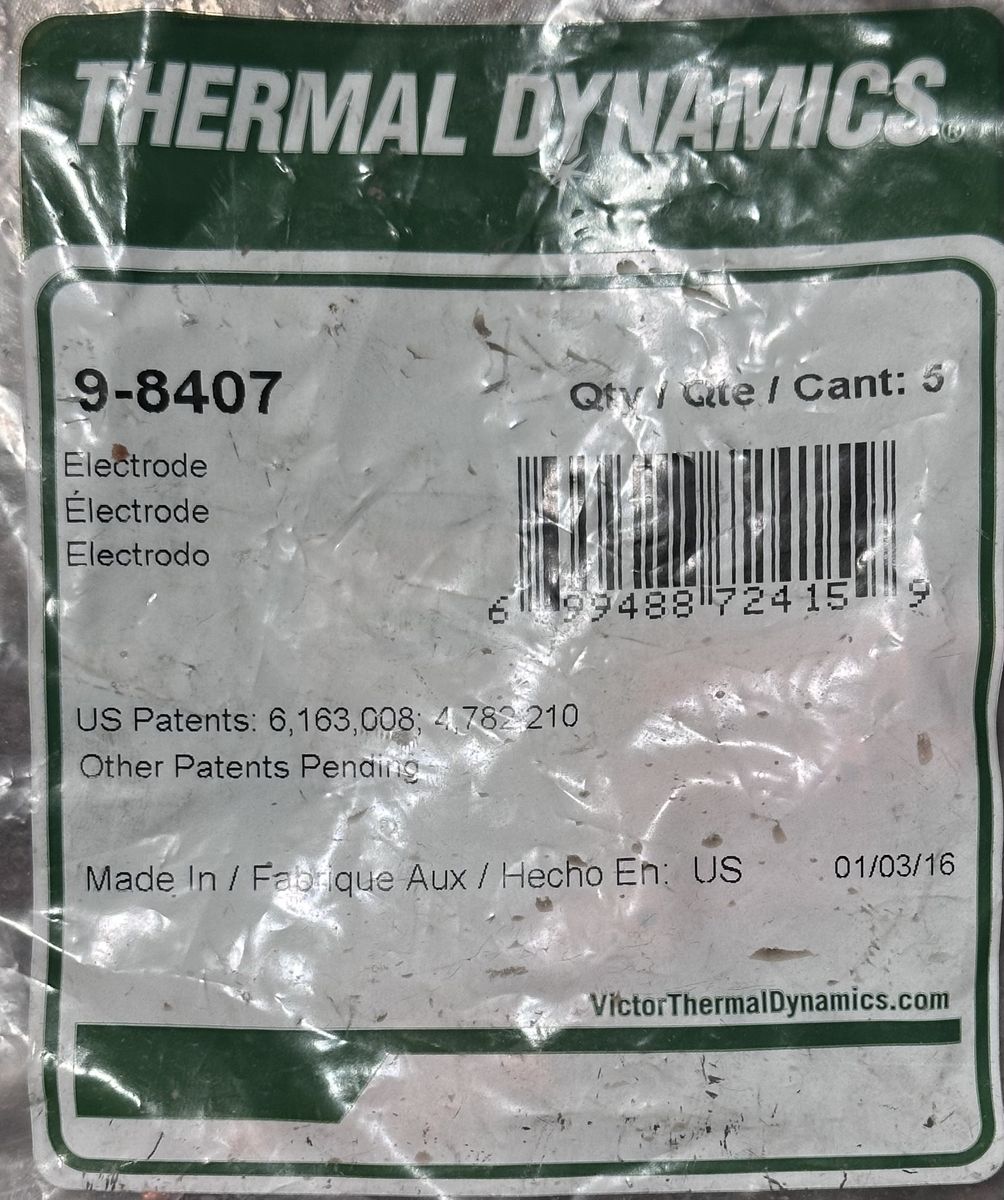 THERMAL DYNAMICS®
9-8407
Qty / Qte / Cant: 5
Electrode
Électrode
Electrodo
6 99488 72415 9
US Patents: 6,163,008; 4,782,210
Other Patents Pending
Made In / Fabrique Aux / Hecho En: US 01/03/16
VictorThermalDynamics.com